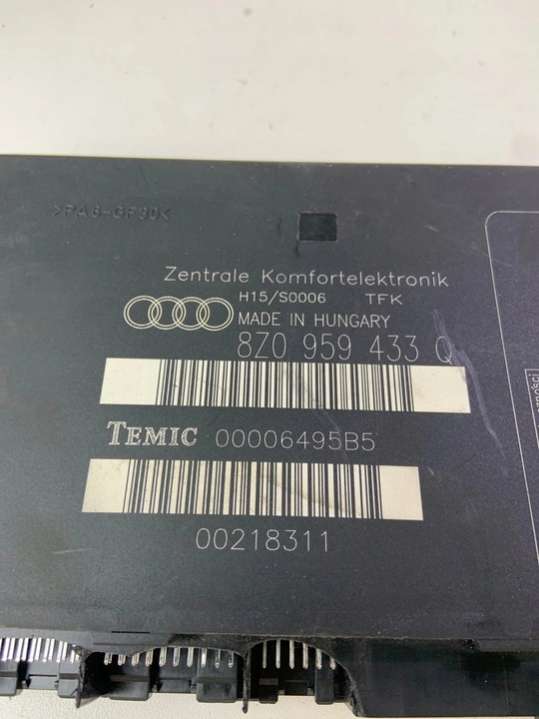 >PA6-GF30<
Zentrale Komfortelektronik
H15/S0006 TFK
MADE IN HUNGARY
8Z0 959 433 Q
TEMIC 00006495B5
00218311